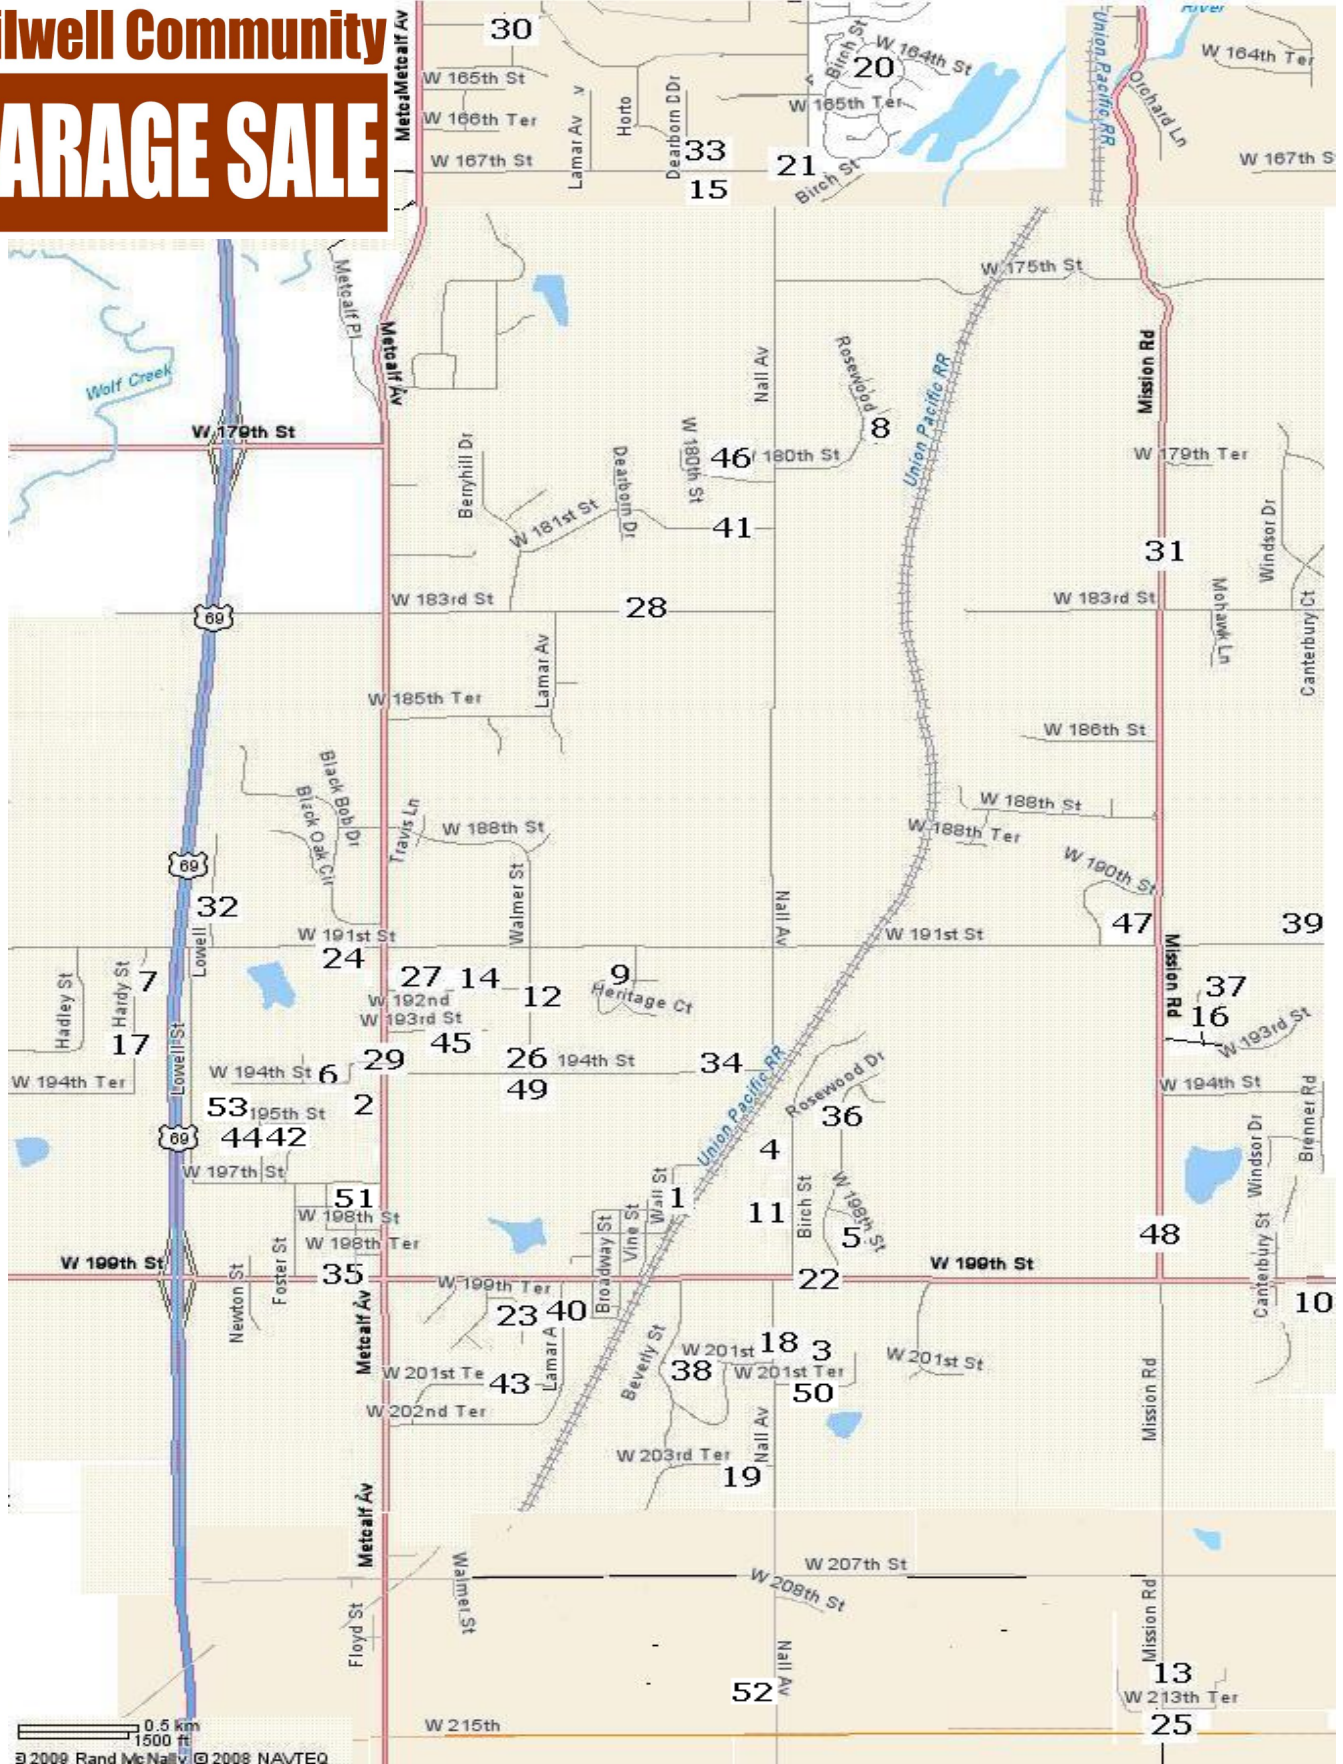 ilwell Community
ARAGE SALE
Metcalf Av
30
Birch St
W 164th St
20
River
Union Pacific RR
W 164th Ter
W 165th St
W 165th Ter
Orchard Ln
W 166th Ter
Lamar Av
Horto
Dearborn D
Dr
33
W 167th St
21
W 167th S
15
Birch St
W 175th St
Metcalf Pl
Metcalf Av
Nall Av
Rosewood
Union Pacific RR
Mission Rd
Wolf Creek
8
W 179th St
Berryhill Dr
W 180th St
46
180th St
W 179th Ter
Dearborn Dr
W 181st St
41
31
Windsor Dr
W 183rd St
28
W 183rd St
69
Mohawk Ln
Canterbury Ct
Lamar Av
W 185th Ter
W 186th St
Black Bob Dr
Black Oak Cir
Travis Ln
W 188th St
W 188th St
W 188th Ter
69
W 190th St
32
Walmer St
Nall Av
47
39
Lowell
W 191st St
W 191st St
24
Mission Rd
Hadley St
Hardy St
7
27
14
9
37
12
Heritage Ct
W 192nd
16
W 193rd St
W 193rd St
17
45
Lowell St
29
26
194th St
34
W 194th St
6
W 194th Ter
49
Union Pacific RR
Rosewood Dr
W 194th St
53
195th St
2
36
Brenner Rd
69
44
42
4
Windsor Dr
W 197th St
51
Wall St
1
11
Birch St
W 198th St
W 198th St
5
Canterbury St
48
Vine St
Broadway St
W 198th Ter
W 199th St
W 199th St
35
22
Foster St
Newton St
W 199th Ter
10
23
40
Metcalf Av
Lamar A
Beverly St
18
3
W 201st
W 201st St
38
W 201st Ter
W 201st Te
43
50
Mission Rd
W 202nd Ter
Nall Av
W 203rd Ter
19
Metcalf Av
W 207th St
Walmer St
W 208th St
Floyd St
Mission Rd
Nall Av
13
52
W 213th Ter
W 215th
25
0.5 km
1500 ft
© 2009 Rand McNally © 2008 NAVTEQ